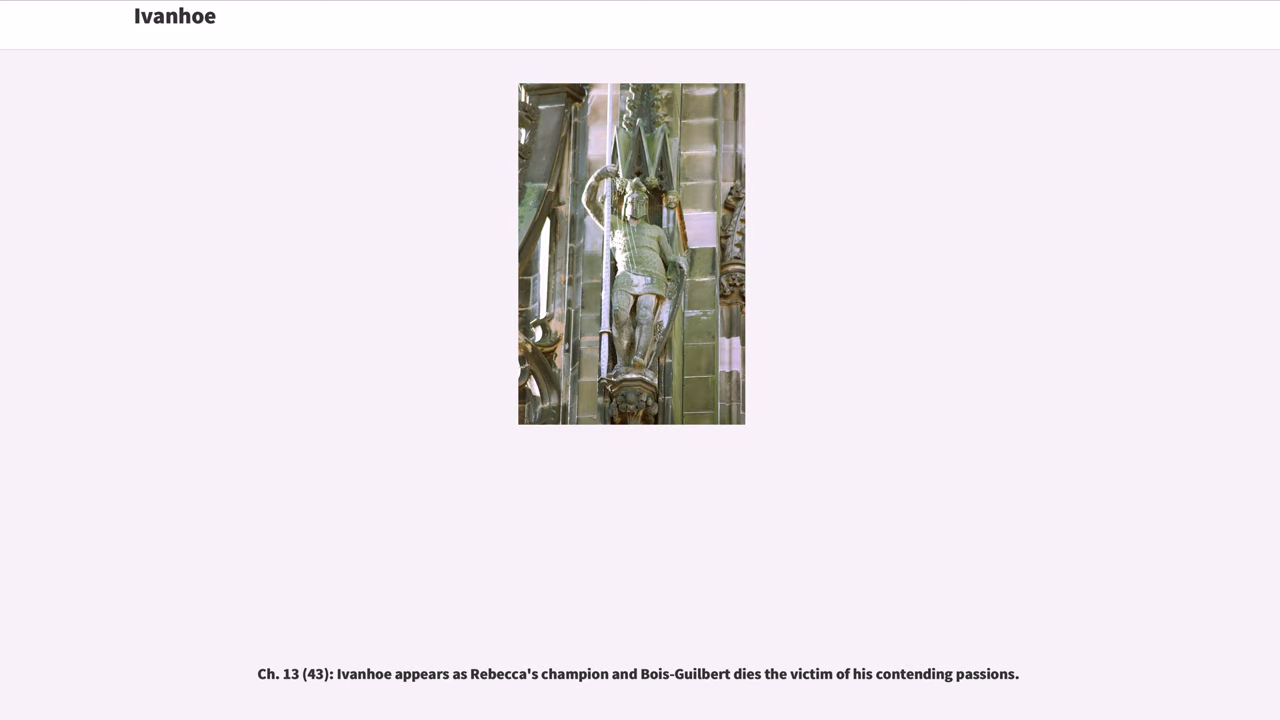 Ivanhoe
Ch. 13 (43): Ivanhoe appears as Rebecca's champion and Bois-Guilbert dies the victim of his contending passions.